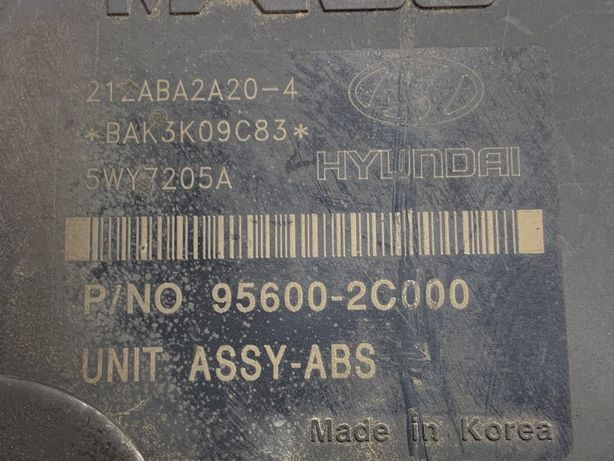 212ABA2A20-4
*BAK3K09C83*
5WY7205A
HYUNDAI
P/NO 95600-2C000
UNIT ASSY-ABS
Made in Korea